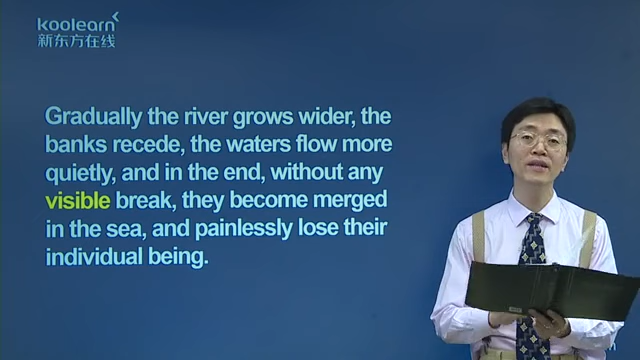 koolearn
新东方在线
Gradually the river grows wider, the
banks recede, the waters flow more
quietly, and in the end, without any
visible break, they become merged
in the sea, and painlessly lose their
individual being.